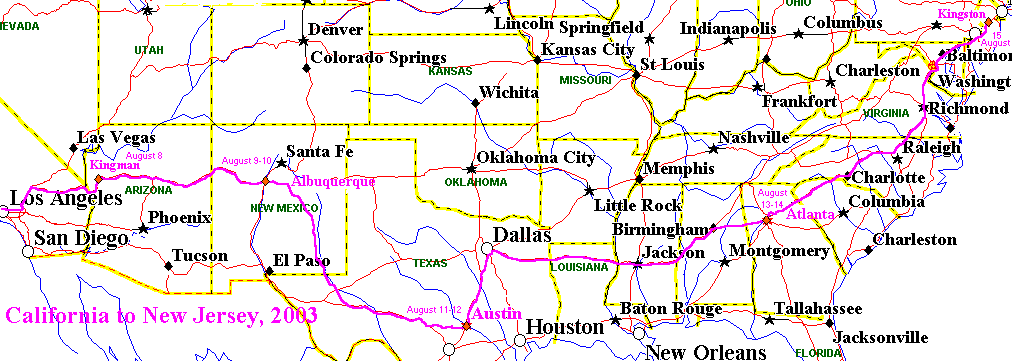 OHIO
Kingston
NEVADA
Lincoln
Springfield
Indianapolis
Columbus
15
August
Denver
UTAH
Kansas City
Baltimor
Colorado Springs
KANSAS
MISSOURI
St Louis
Charleston
Washingt
Wichita
Frankfort
VIRGINIA
Richmond
Las Vegas
Nashville
Raleigh
Kingman
August 8
August 9-10
Santa Fe
Oklahoma City
Memphis
Charlotte
Los Angeles
ARIZONA
Albuquerque
OKLAHOMA
Little Rock
August
13-14
Columbia
NEW MEXICO
Phoenix
Atlanta
San Diego
Dallas
Birmingham
Charleston
Tucson
El Paso
TEXAS
LOUISIANA
Jackson
Montgomery
California to New Jersey, 2003
August 11-12
Austin
Houston
Baton Rouge
Tallahassee
Jacksonville
New Orleans
FLORIDA